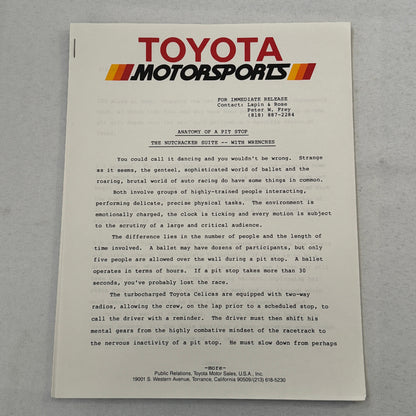 TOYOTA
MOTORSPORTS
FOR IMMEDIATE RELEASE
Contact: Lapin & Rose
Peter W. Frey
(818) 887-2284
ANATOMY OF A PIT STOP
THE NUTCRACKER SUITE -- WITH WRENCHES
You could call it dancing and you wouldn't be wrong. Strange
as it seems, the genteel, sophisticated world of ballet and the
roaring, brutal world of auto racing do have some things in common.
Both involve groups of highly-trained people interacting,
performing delicate, precise physical tasks. The environment is
emotionally charged, the clock is ticking and every motion is subject
to the scrutiny of a large and critical audience.
The difference lies in the number of people and the length of
time involved. A ballet may have dozens of participants, but only
five people are allowed over the wall during a pit stop. A ballet
operates in terms of hours. If a pit stop takes more than 30
seconds, you've probably lost the race.
The turbocharged Toyota Celicas are equipped with two-way
radios, allowing the crew, on the lap prior to a scheduled stop, to
call the driver with a reminder. The driver must then shift his
mental gears from the highly combative mindset of the racetrack to
the nervous inactivity of a pit stop. He must slow down from perhaps
-more-
Public Relations, Toyota Motor Sales, U.S.A., Inc.
19001 S. Western Avenue, Torrance, California 90509/(213) 618-5230